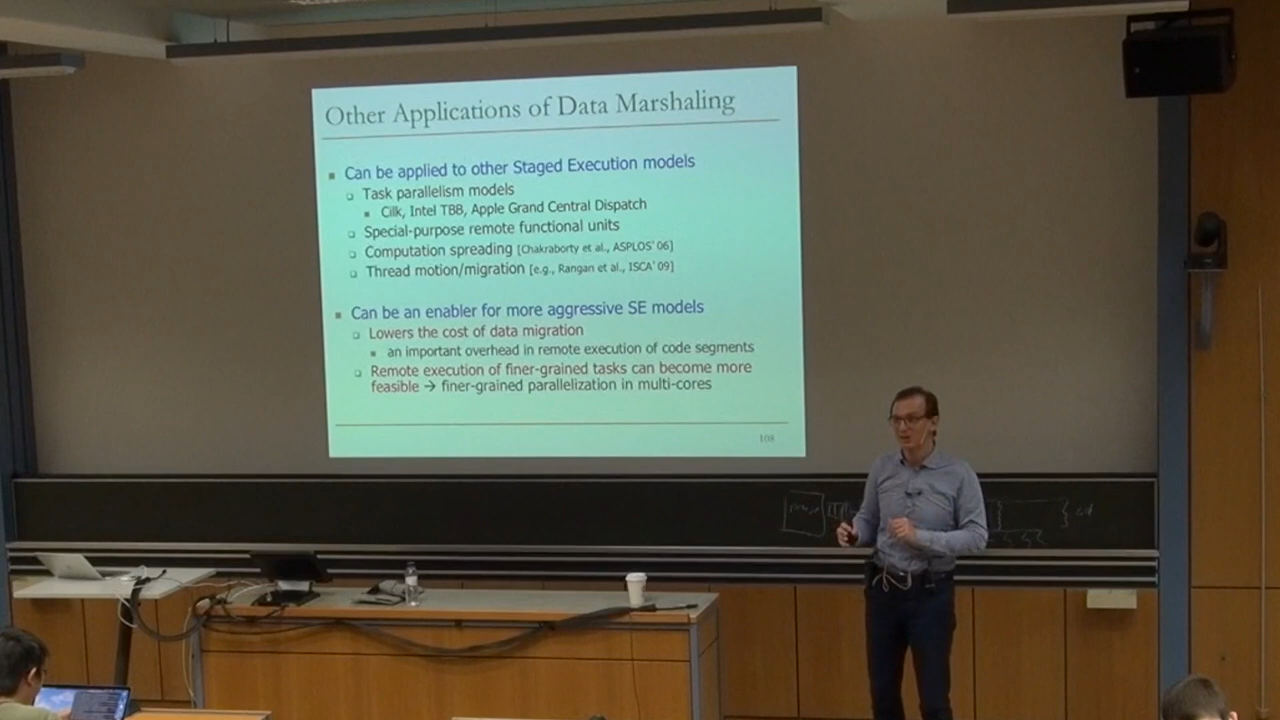 Other Applications of Data Marshaling
Can be applied to other Staged Execution models
Task parallelism models
Cilk, Intel TBB, Apple Grand Central Dispatch
Special-purpose remote functional units
Computation spreading [Chakraborty et al., ASPLOS'06]
Thread motion/migration [e.g., Rangan et al., ISCA'09]
Can be an enabler for more aggressive SE models
Lowers the cost of data migration
an important overhead in remote execution of code segments
Remote execution of finer-grained tasks can become more
feasible → finer-grained parallelization in multi-cores
108